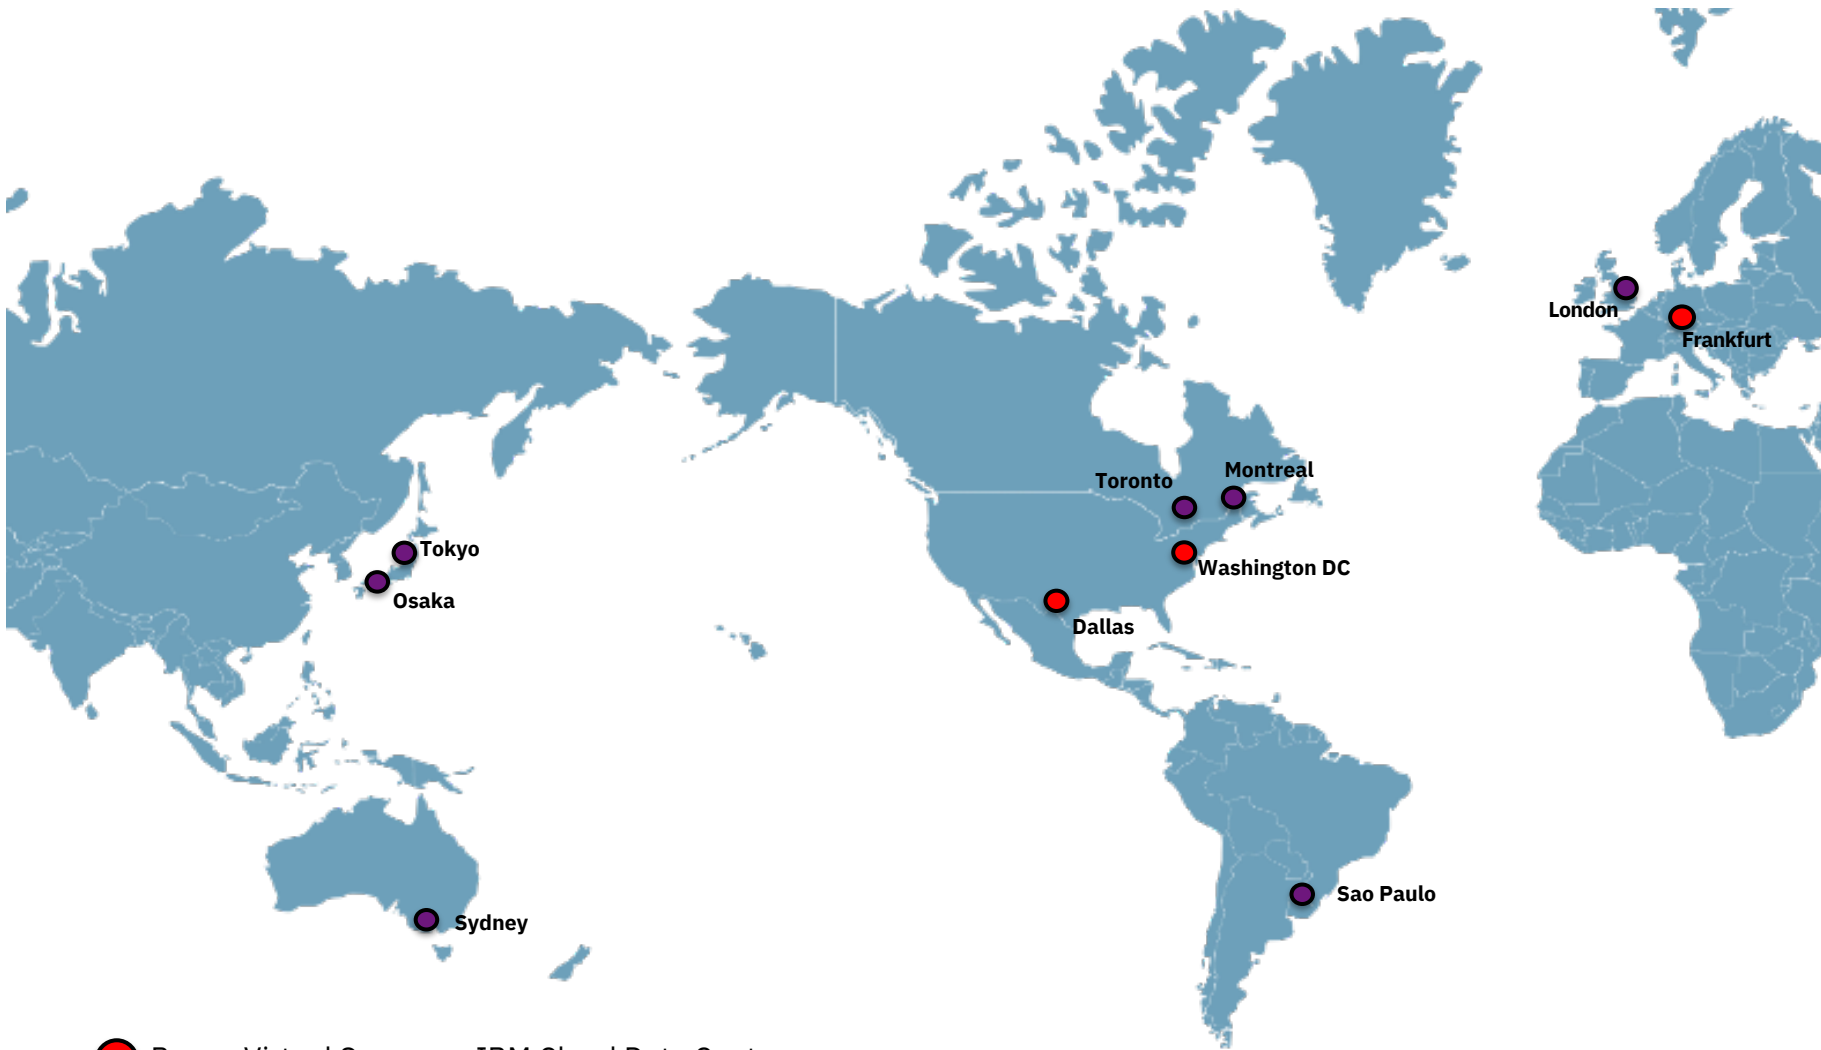 London
Frankfurt
Montreal
Toronto
Tokyo
Washington DC
Osaka
Dallas
Sao Paulo
Sydney